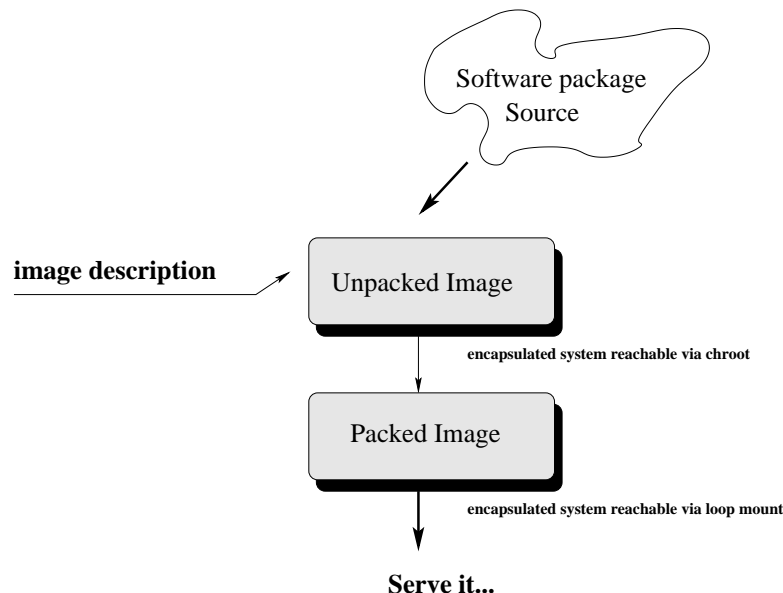 Software package
Source
image description
Unpacked Image
encapsulated system reachable via chroot
Packed Image
encapsulated system reachable via loop mount
Serve it...